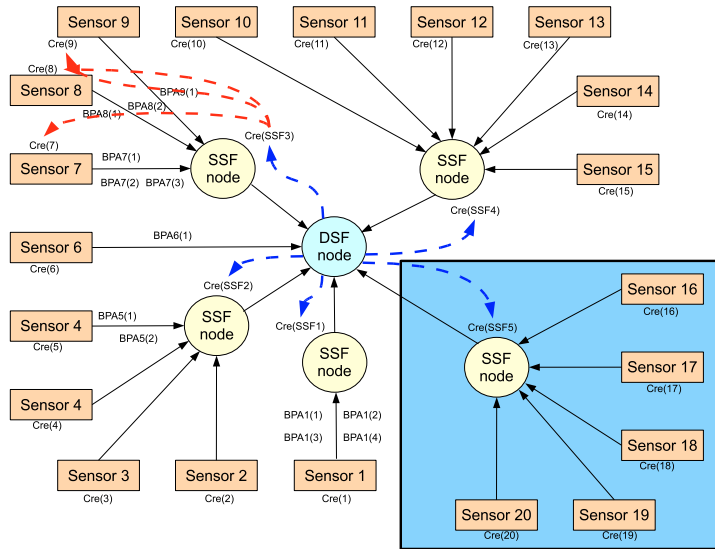 Sensor 9
Sensor 10
Sensor 11
Sensor 12
Sensor 13
Cre(9)
Cre(10)
Cre(11)
Cre(12)
Cre(13)
Cre(8)
Sensor 8
BPA9(1)
BPA8(2)
BPA8(1)
Sensor 14
Cre(14)
Cre(7)
Cre(SSF3)
Sensor 7
BPA7(1)
BPA7(2)
BPA7(3)
SSF
node
SSF
node
Sensor 15
Cre(15)
Cre(SSF4)
Sensor 6
Cre(6)
BPA6(1)
DSF
node
Cre(SSF2)
Sensor 4
Cre(5)
BPA5(1)
BPA5(2)
SSF
node
Cre(SSF1)
Cre(SSF5)
Sensor 16
Cre(16)
SSF
node
SSF
node
Sensor 17
Cre(17)
Sensor 4
Cre(4)
BPA1(1)
BPA1(2)
BPA1(3)
BPA1(4)
Sensor 18
Cre(18)
Sensor 3
Cre(3)
Sensor 2
Cre(2)
Sensor 1
Cre(1)
Sensor 20
Cre(20)
Sensor 19
Cre(19)